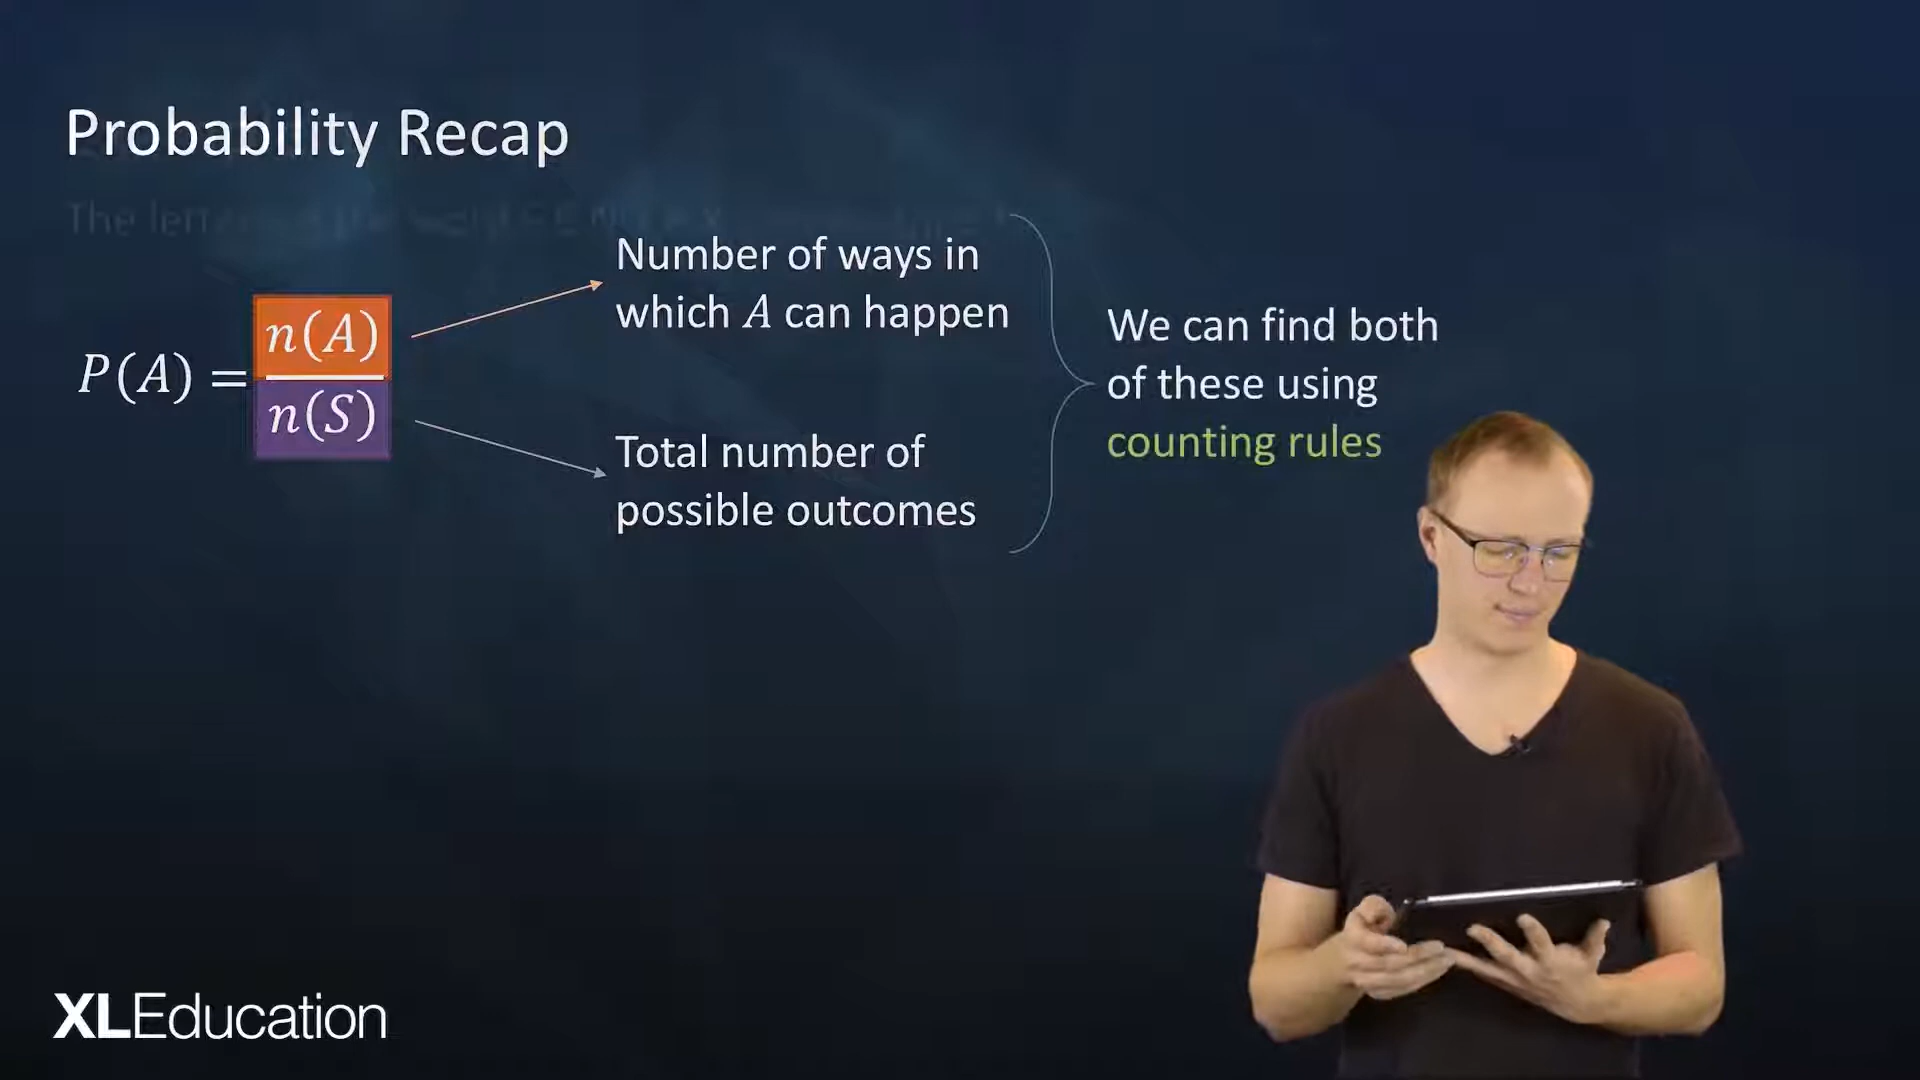 Probability Recap
The
P(A) = n(A)/n(S)
Number of ways in
which A can happen
Total number of
possible outcomes
We can find both
of these using
counting rules
XLEducation